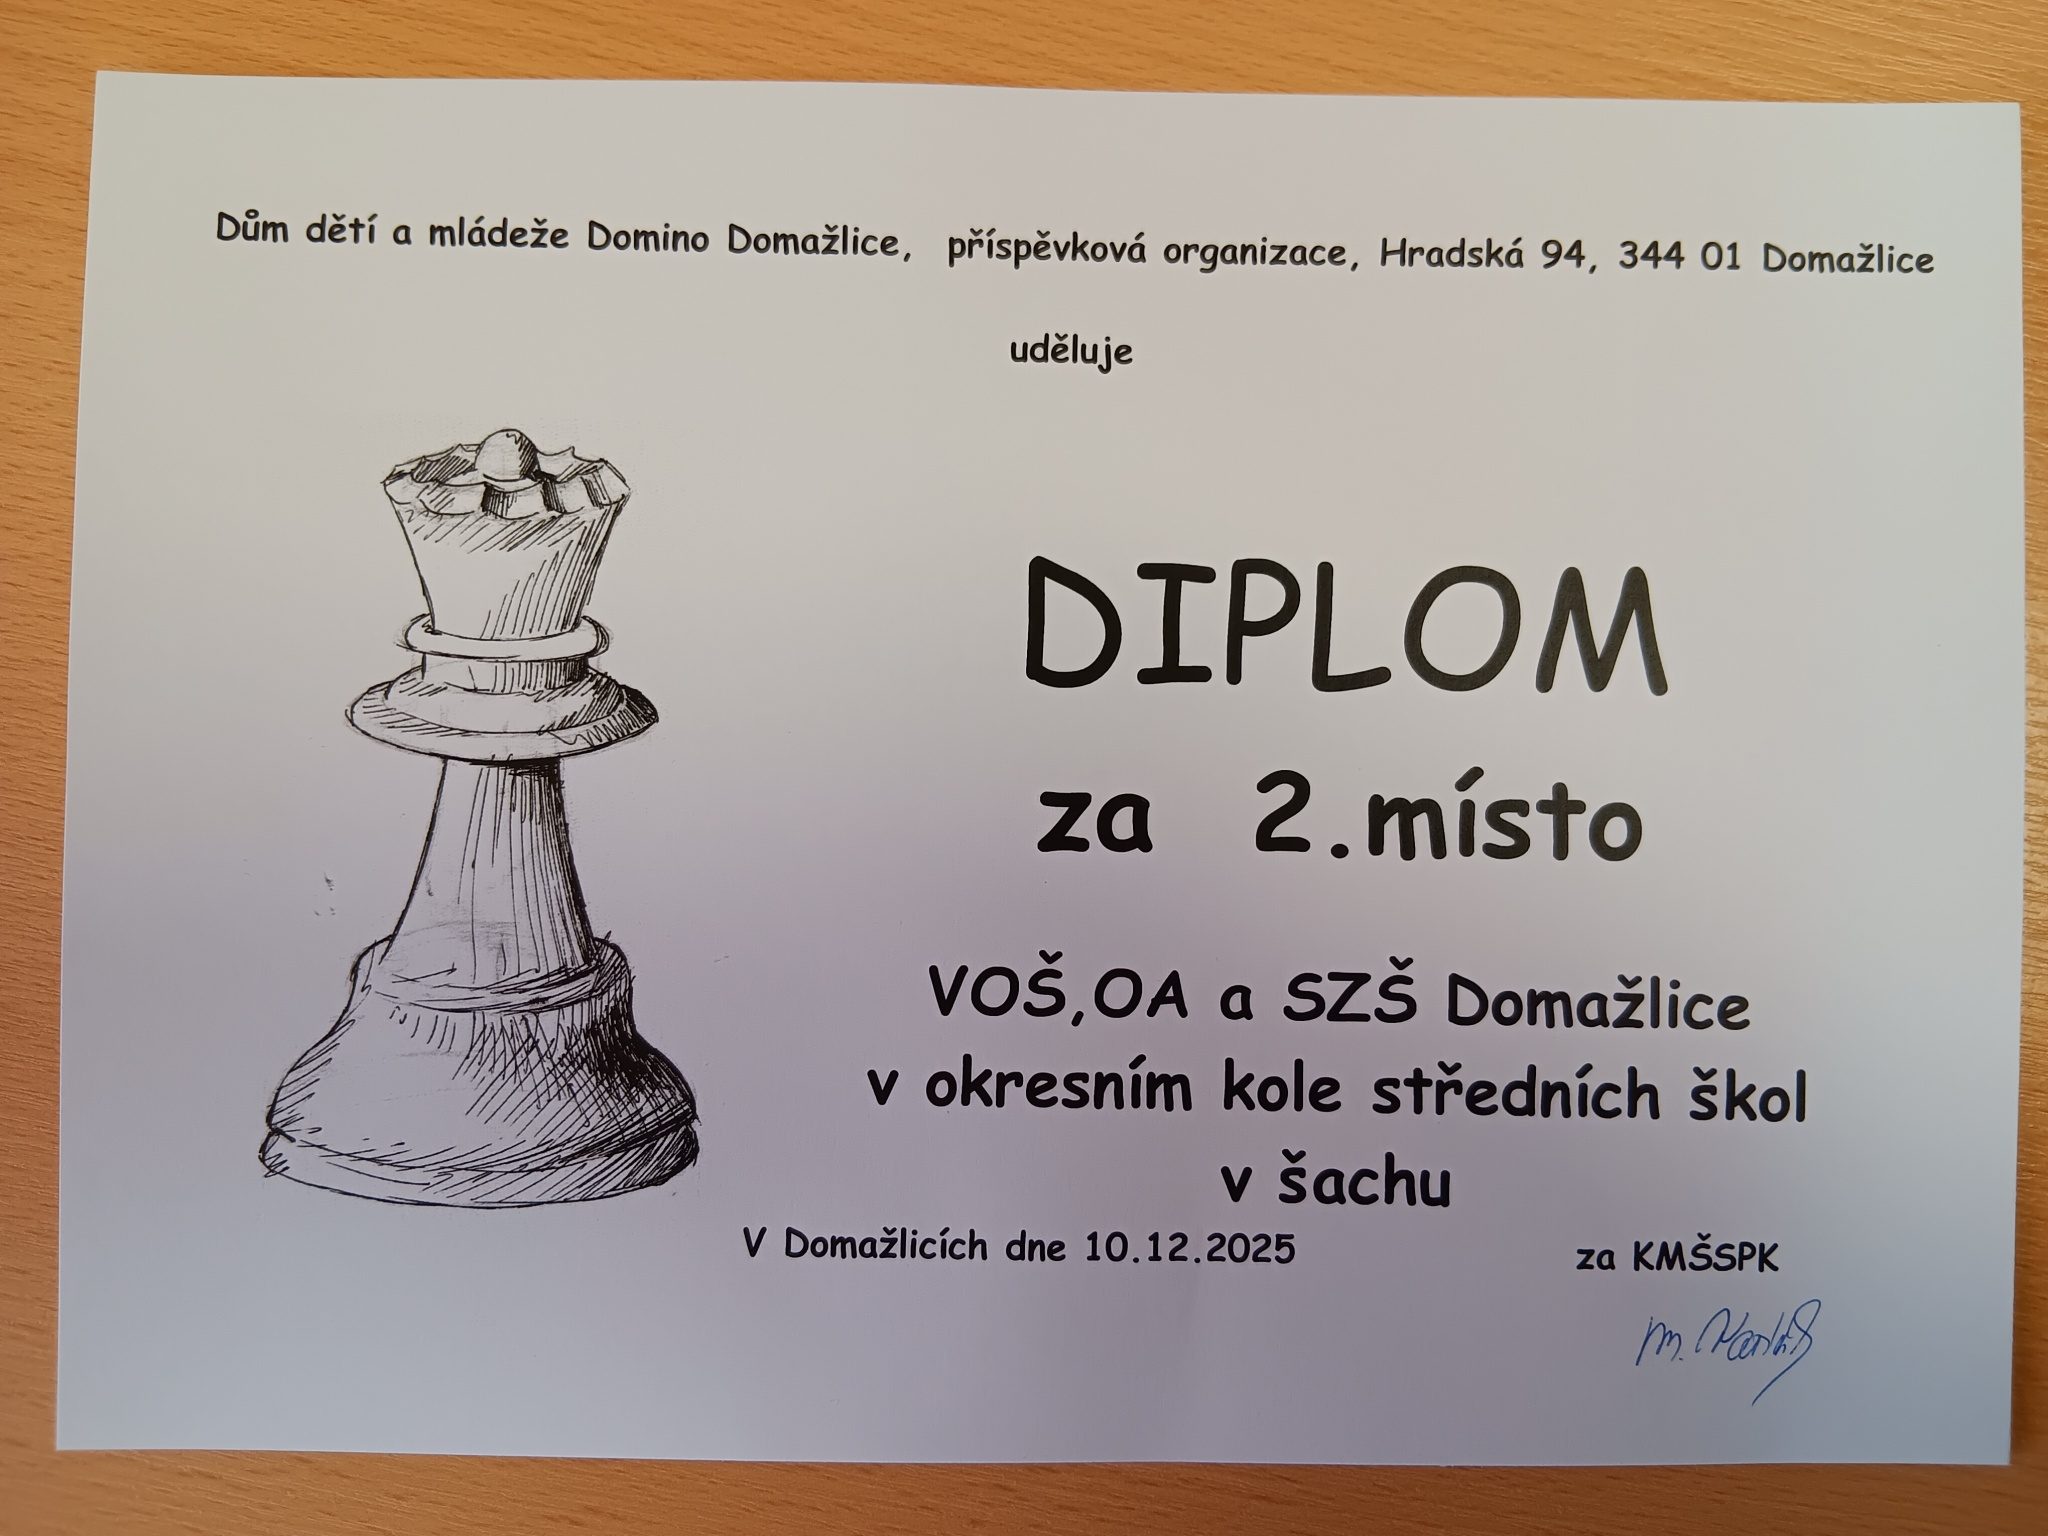 Dům dětí a mládeže Domino Domažlice, příspěvková organizace, Hradská 94, 344 01 Domažlice
uděluje
DIPLOM
za 2.místo
VOŠ,OA a SZŠ Domažlice
v okresním kole středních škol
v šachu
V Domažlicích dne 10.12.2025 za KMŠSPK
M.